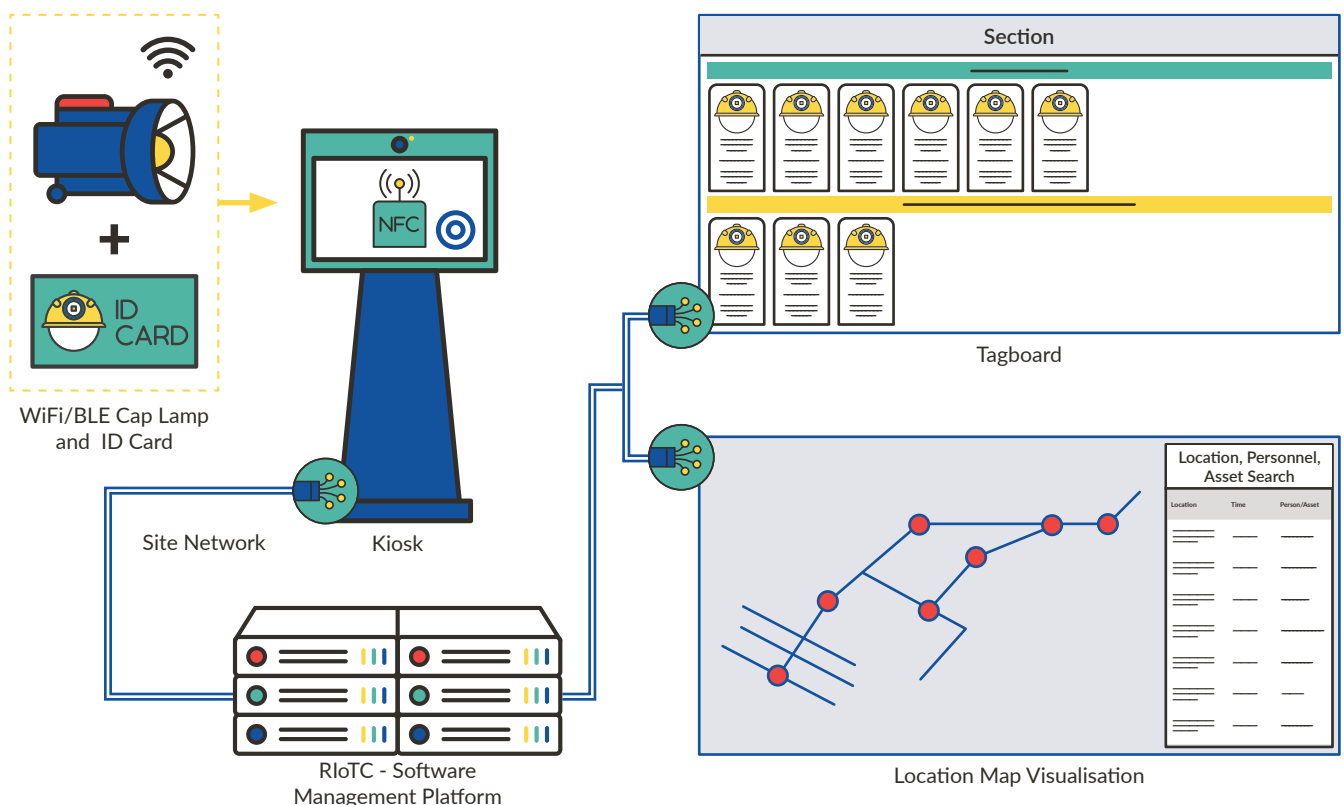 ID
CARD
WiFi/BLE Cap Lamp
and ID Card
NFC
Site Network
Kiosk
RIoTC - Software
Management Platform
Section
Tagboard
Location, Personnel,
Asset Search
Location Time Person/Asset
Location Map Visualisation